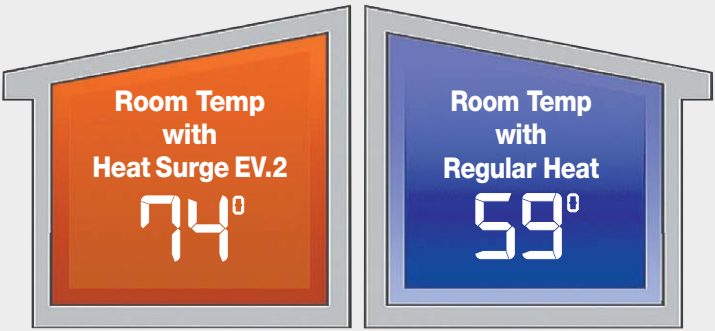 Room Temp
with
Heat Surge EV.2
74°
Room Temp
with
Regular Heat
59°